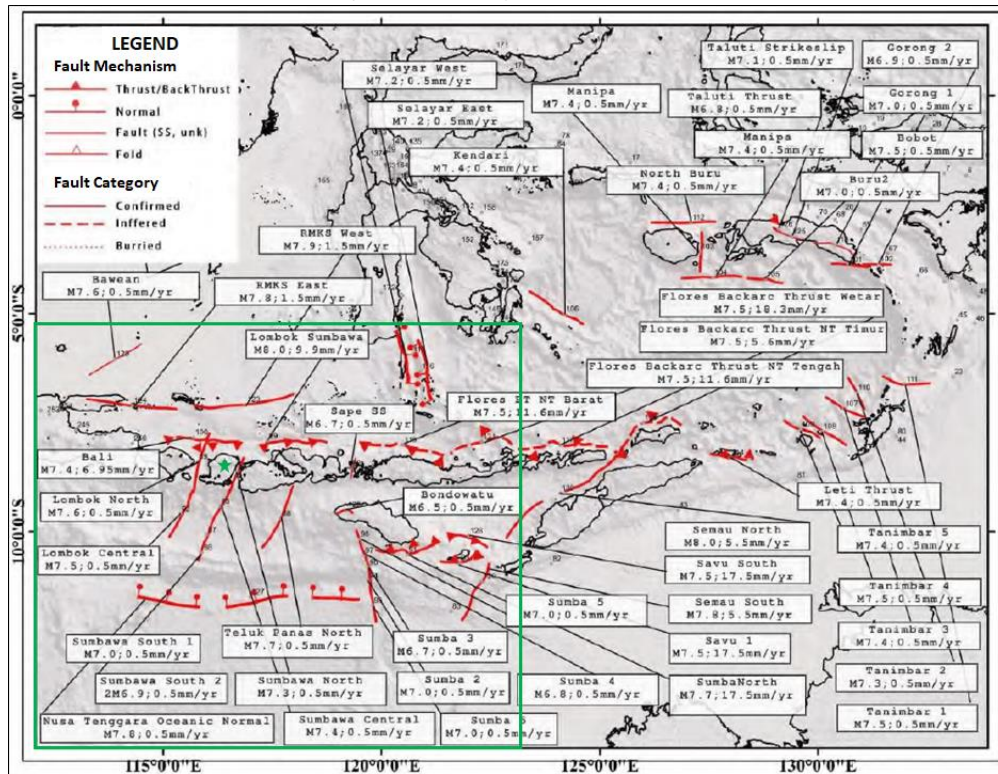 LEGEND
Fault Mechanism
Thrust/BackThrust
Normal
Fault (SS, unk)
Fold
Fault Category
Confirmed
Inffered
Burried
Selayar West
M7.2;0.5mm/yr
Selayar East
M7.2;0.5mm/yr
Kendari
M7.4;0.5mm/yr
Manipa
M7.4;0.5mm/yr
Taluti Strikeslip
M7.1;0.5mm/yr
Gorong 2
M6.9;0.5mm/yr
Taluti Thrust
M6.8;0.5mm/yr
Gorong 1
M7.0;0.5mm/yr
Manipa
M7.4;0.5mm/yr
Bobot
M7.5;0.5mm/yr
North Buru
M7.4;0.5mm/yr
Buru2
M7.0;0.5mm/yr
RMKS West
M7.9;1.5mm/yr
Bawean
M7.6;0.5mm/yr
RMKS East
M7.8;1.5mm/yr
Flores Backarc Thrust Wetar
M7.5;18.3mm/yr
Flores Backarc Thrust NT Timur
M7.5;5.6mm/yr
Lombok Sumbawa
M8.0;9.9mm/yr
Flores Backarc Thrust NT Tengah
M7.5;11.6mm/yr
Flores BT NT Barat
M7.5;11.6mm/yr
Sape SS
M6.7;0.5mm/yr
Bali
M7.4;6.95mm/yr
Lombok North
M7.6;0.5mm/yr
Lombok Central
M7.5;0.5mm/yr
Bondowatu
M6.5;0.5mm/yr
Leti Thrust
M7.4;0.5mm/yr
Semau North
M8.0;5.5mm/yr
Tanimbar 5
M7.4;0.5mm/yr
Savu South
M7.5;17.5mm/yr
Tanimbar 4
M7.5;0.5mm/yr
Sumba 5
M7.0;0.5mm/yr
Semau South
M7.8;5.5mm/yr
Tanimbar 3
M7.4;0.5mm/yr
Sumbawa South 1
M7.0;0.5mm/yr
Teluk Panas North
M7.7;0.5mm/yr
Sumba 3
M6.7;0.5mm/yr
Savu 1
M7.5;17.5mm/yr
Tanimbar 2
M7.3;0.5mm/yr
Sumbawa South 2
2M6.9;0.5mm/yr
Sumbawa North
M7.3;0.5mm/yr
Sumba 2
M7.0;0.5mm/yr
Sumba 4
M6.8;0.5mm/yr
SumbaNorth
M7.7;17.5mm/yr
Tanimbar 1
M7.5;0.5mm/yr
Nusa Tenggara Oceanic Normal
M7.8;0.5mm/yr
Sumbawa Central
M7.4;0.5mm/yr
Sumba 6
M7.0;0.5mm/yr
0°0'0"
5°0'0"S
10°0'0"S
115°0'0"E
120°0'0"E
125°0'0"E
130°0'0"E